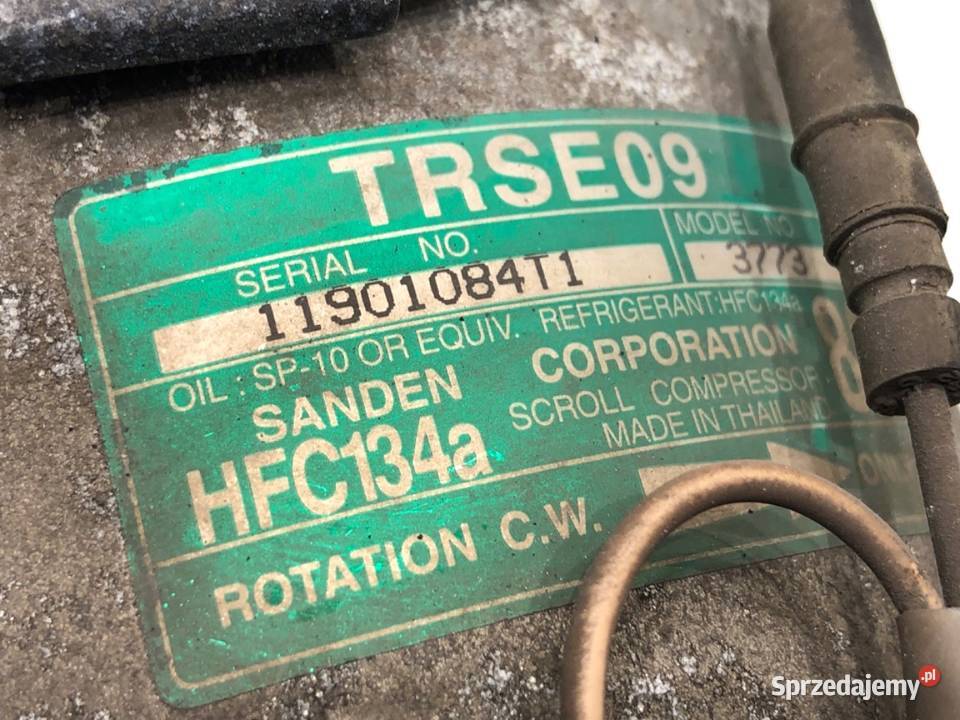 TRSE09
SERIAL NO.
MODEL NO
11901084T1
3773
OIL : SP-10 OR EQUIV. REFRIGERANT:HFC134a
SANDEN CORPORATION
8
SCROLL COMPRESSOR
HFC134a
MADE IN THAILAND
ROTATION C.W.
Sprzedajemy.pl